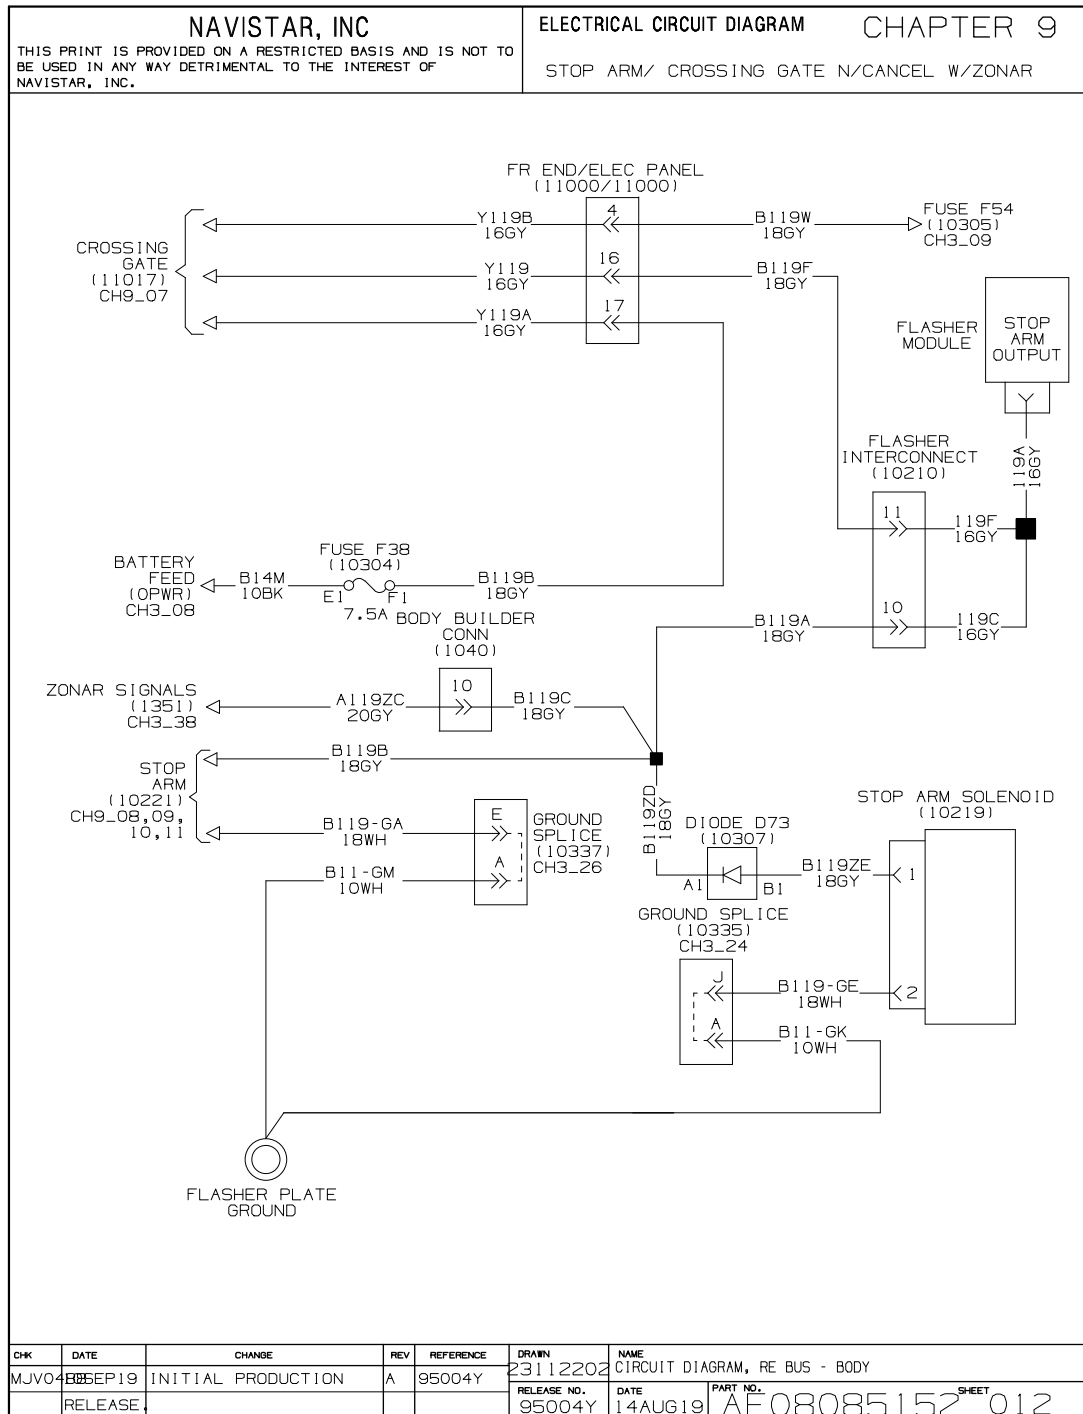 NAVISTAR, INC
THIS PRINT IS PROVIDED ON A RESTRICTED BASIS AND IS NOT TO
BE USED IN ANY WAY DETRIMENTAL TO THE INTEREST OF
NAVISTAR, INC.
ELECTRICAL CIRCUIT DIAGRAM
CHAPTER 9
STOP ARM/ CROSSING GATE N/CANCEL W/ZONAR
FR END/ELEC PANEL
(11000/11000)
CROSSING
GATE
(11017)
CH9_07
Y119B
16GY
4
B119W
18GY
FUSE F54
(10305)
CH3_09
Y119
16GY
16
B119F
18GY
Y119A
16GY
17
FLASHER
MODULE
STOP
ARM
OUTPUT
119A
16GY
FLASHER
INTERCONNECT
(10210)
11
119F
16GY
10
119C
16GY
B119A
18GY
BATTERY
FEED
(0PWR)
CH3_08
B14M
10BK
FUSE F38
(10304)
E1
F1
7.5A
B119B
18GY
BODY BUILDER
CONN
(1040)
10
ZONAR SIGNALS
(1351)
CH3_38
A119ZC
20GY
B119C
18GY
STOP
ARM
(10221)
CH9_08,09,
10,11
B119B
18GY
B119-GA
18WH
E
A
GROUND
SPLICE
(10337)
CH3_26
B11-GM
10WH
B119ZD
18GY
DIODE D73
(10307)
A1
B1
B119ZE
18GY
STOP ARM SOLENOID
(10219)
1
2
GROUND SPLICE
(10335)
CH3_24
J
A
B119-GE
18WH
B11-GK
10WH
FLASHER PLATE
GROUND
CHK
DATE
CHANGE
REV
REFERENCE
DRAWN
NAME
SEP19
INITIAL PRODUCTION
A
95004Y
23112202
CIRCUIT DIAGRAM, RE BUS - BODY
RELEASE
RELEASE NO.
95004Y
DATE
14AUG19
PART NO.
AF08085152
SHEET
012